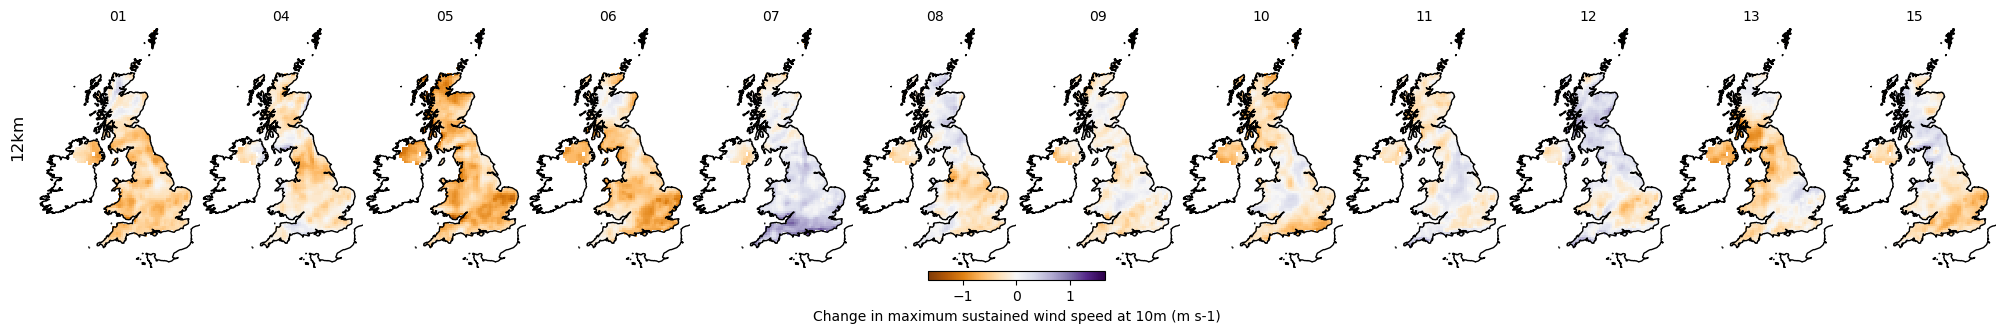 01 04 05 06 07 08 09 10 11 12 13 15
12km
−1 0 1
Change in maximum sustained wind speed at 10m (m s-1)